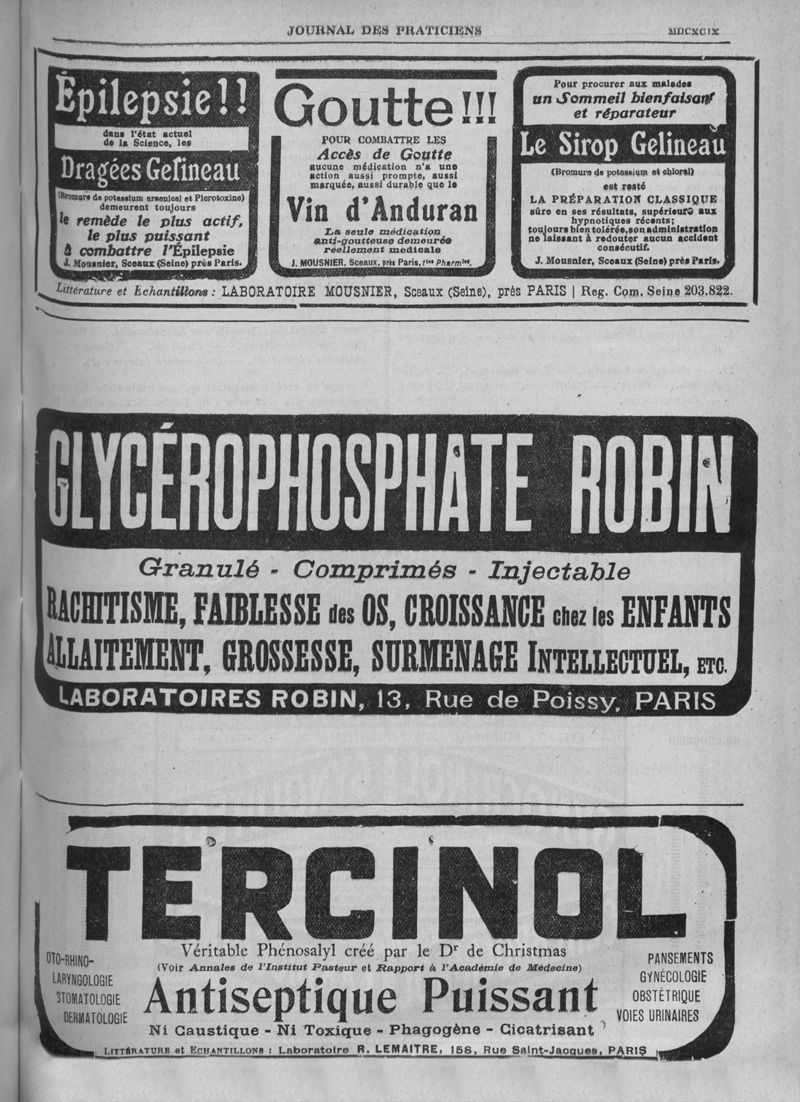 JOURNAL DES PRATICIENS
MDCXCIX
Épilepsie!!
dans l'état actuel
de la Science, les
Dragées Gelineau
(Bromure de potassium arsenical et Picrotoxine)
demeurent toujours
le remède le plus actif,
le plus puissant
à combattre l'Épilepsie
J. Mousnier, Sceaux (Seine) près Paris.
Goutte!!!
POUR COMBATTRE LES
Accès de Goutte
aucune médication n'a une
action aussi prompte, aussi
marquée, aussi durable que le
Vin d'Anduran
La seule médication
anti-goutteuse demeurée
réellement médicale
J. MOUSNIER, Sceaux, près Paris, et les Pharmies.
Pour procurer aux malades
un Sommeil bienfaisant
et réparateur
Le Sirop Gelineau
(Bromure de potassium et chloral)
est resté
LA PRÉPARATION CLASSIQUE
sûre en ses résultats, supérieure aux
hypnotiques récents;
toujours bien tolérée, son administration
ne laissant à redouter aucun accident
consécutif.
J. Mousnier, Sceaux (Seine) près Paris.
Littérature et Echantillons : LABORATOIRE MOUSNIER, Sceaux (Seine), près PARIS | Reg. Com. Seine 203.822.
GLYCÉROPHOSPHATE ROBIN
Granulé - Comprimés - Injectable
RACHITISME, FAIBLESSE des OS, CROISSANCE chez les ENFANTS
ALLAITEMENT, GROSSESSE, SURMENAGE INTELLECTUEL, ETC.
LABORATOIRES ROBIN, 13, Rue de Poissy, PARIS
TERCINOL
Véritable Phénosalyl créé par le Dr de Christmas
(Voir Annales de l'Institut Pasteur et Rapport à l'Académie de Médecine)
OTO-RHINO-
LARYNGOLOGIE
STOMATOLOGIE
DERMATOLOGIE
Antiseptique Puissant
PANSEMENTS
GYNÉCOLOGIE
OBSTÉTRIQUE
VOIES URINAIRES
Ni Caustique - Ni Toxique - Phagogène - Cicatrisant
LITTÉRATURE et ECHANTILLONS : Laboratoire R. LEMAITRE, 158, Rue Saint-Jacques, PARIS